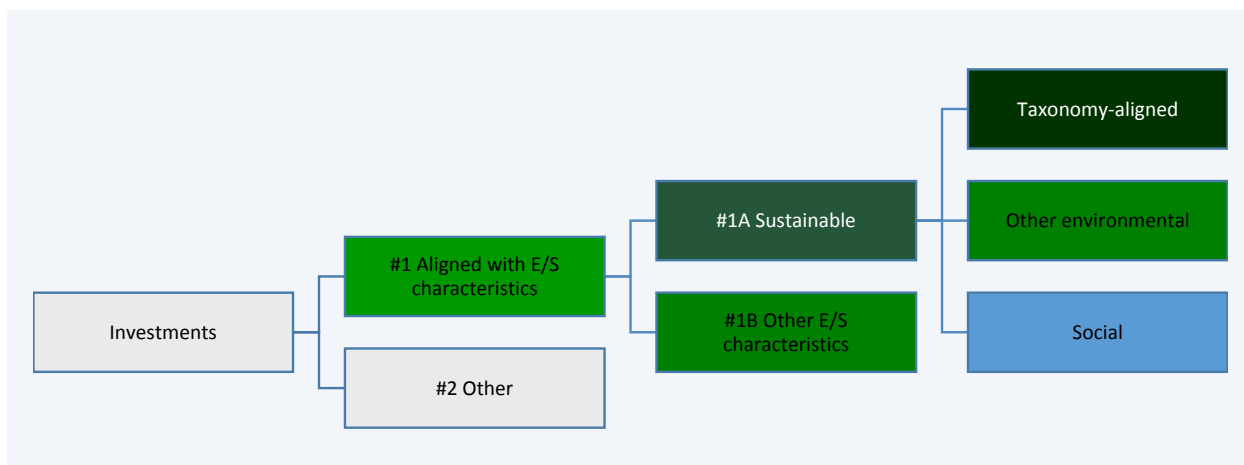 Investments
#1 Aligned with E/S
characteristics
#2 Other
#1A Sustainable
#1B Other E/S
characteristics
Taxonomy-aligned
Other environmental
Social